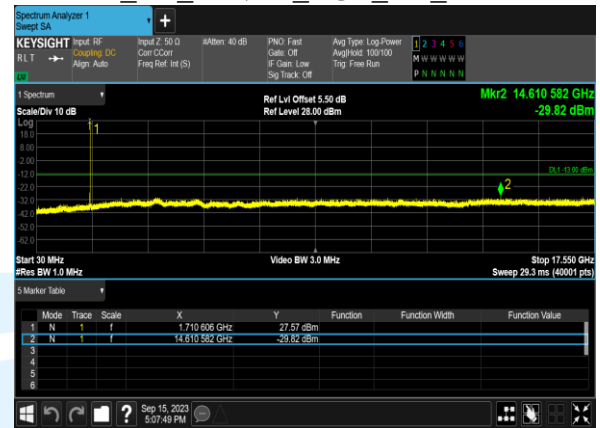 Spectrum Analyzer 1
Swept SA
+
KEYSIGHT Input: RF Input Z: 50 Ω #Atten: 40 dB PNO: Fast Avg Type: Log-Power 1 2 3 4 5 6
RLT Coupling: DC Corr CCorr Gate: Off Avg|Hold: 100/100 M W W W W W
Align: Auto Freq Ref: Int (S) IF Gain: Low Trig: Free Run
Sig Track: Off P N N N N N
1 Spectrum Ref Lvl Offset 5.50 dB Mkr2 14.610 582 GHz
Scale/Div 10 dB Ref Level 28.00 dBm -29.82 dBm
Log
1
18.0
8.00
-2.00
-12.0 DL1 -13.00 dBm
2
-22.0
-32.0
-42.0
-52.0
-62.0
Start 30 MHz Video BW 3.0 MHz Stop 17.550 GHz
#Res BW 1.0 MHz Sweep 29.3 ms (40001 pts)
5 Marker Table
Mode Trace Scale X Y Function Function Width Function Value
1 N 1 f 1.710 606 GHz 27.57 dBm
2 N 1 f 14.610 582 GHz -29.82 dBm
3
4
5
6
? Sep 15, 2023
5:07:49 PM